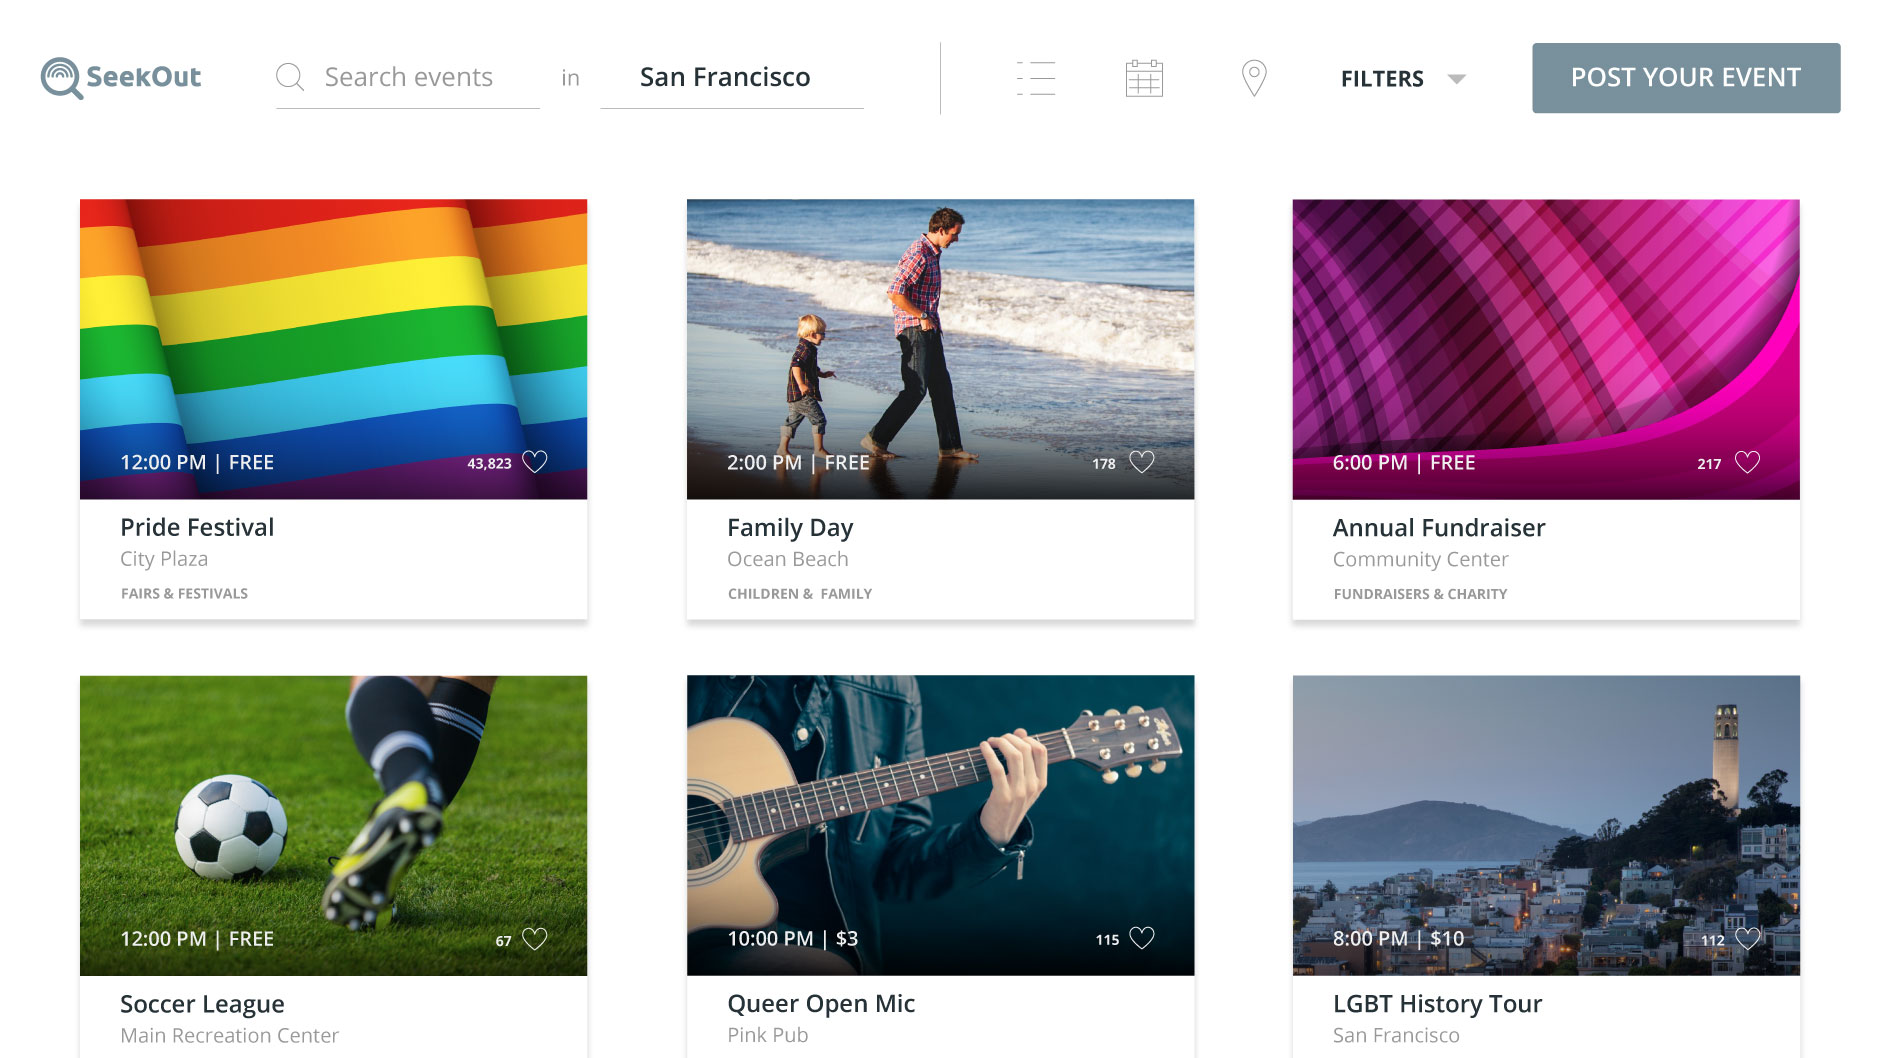 SeekOut
Search events in San Francisco
FILTERS
POST YOUR EVENT
12:00 PM | FREE 43,823
Pride Festival
City Plaza
FAIRS & FESTIVALS
2:00 PM | FREE 178
Family Day
Ocean Beach
CHILDREN & FAMILY
6:00 PM | FREE 217
Annual Fundraiser
Community Center
FUNDRAISERS & CHARITY
12:00 PM | FREE 67
Soccer League
Main Recreation Center
10:00 PM | $3 115
Queer Open Mic
Pink Pub
8:00 PM | $10 112
LGBT History Tour
San Francisco